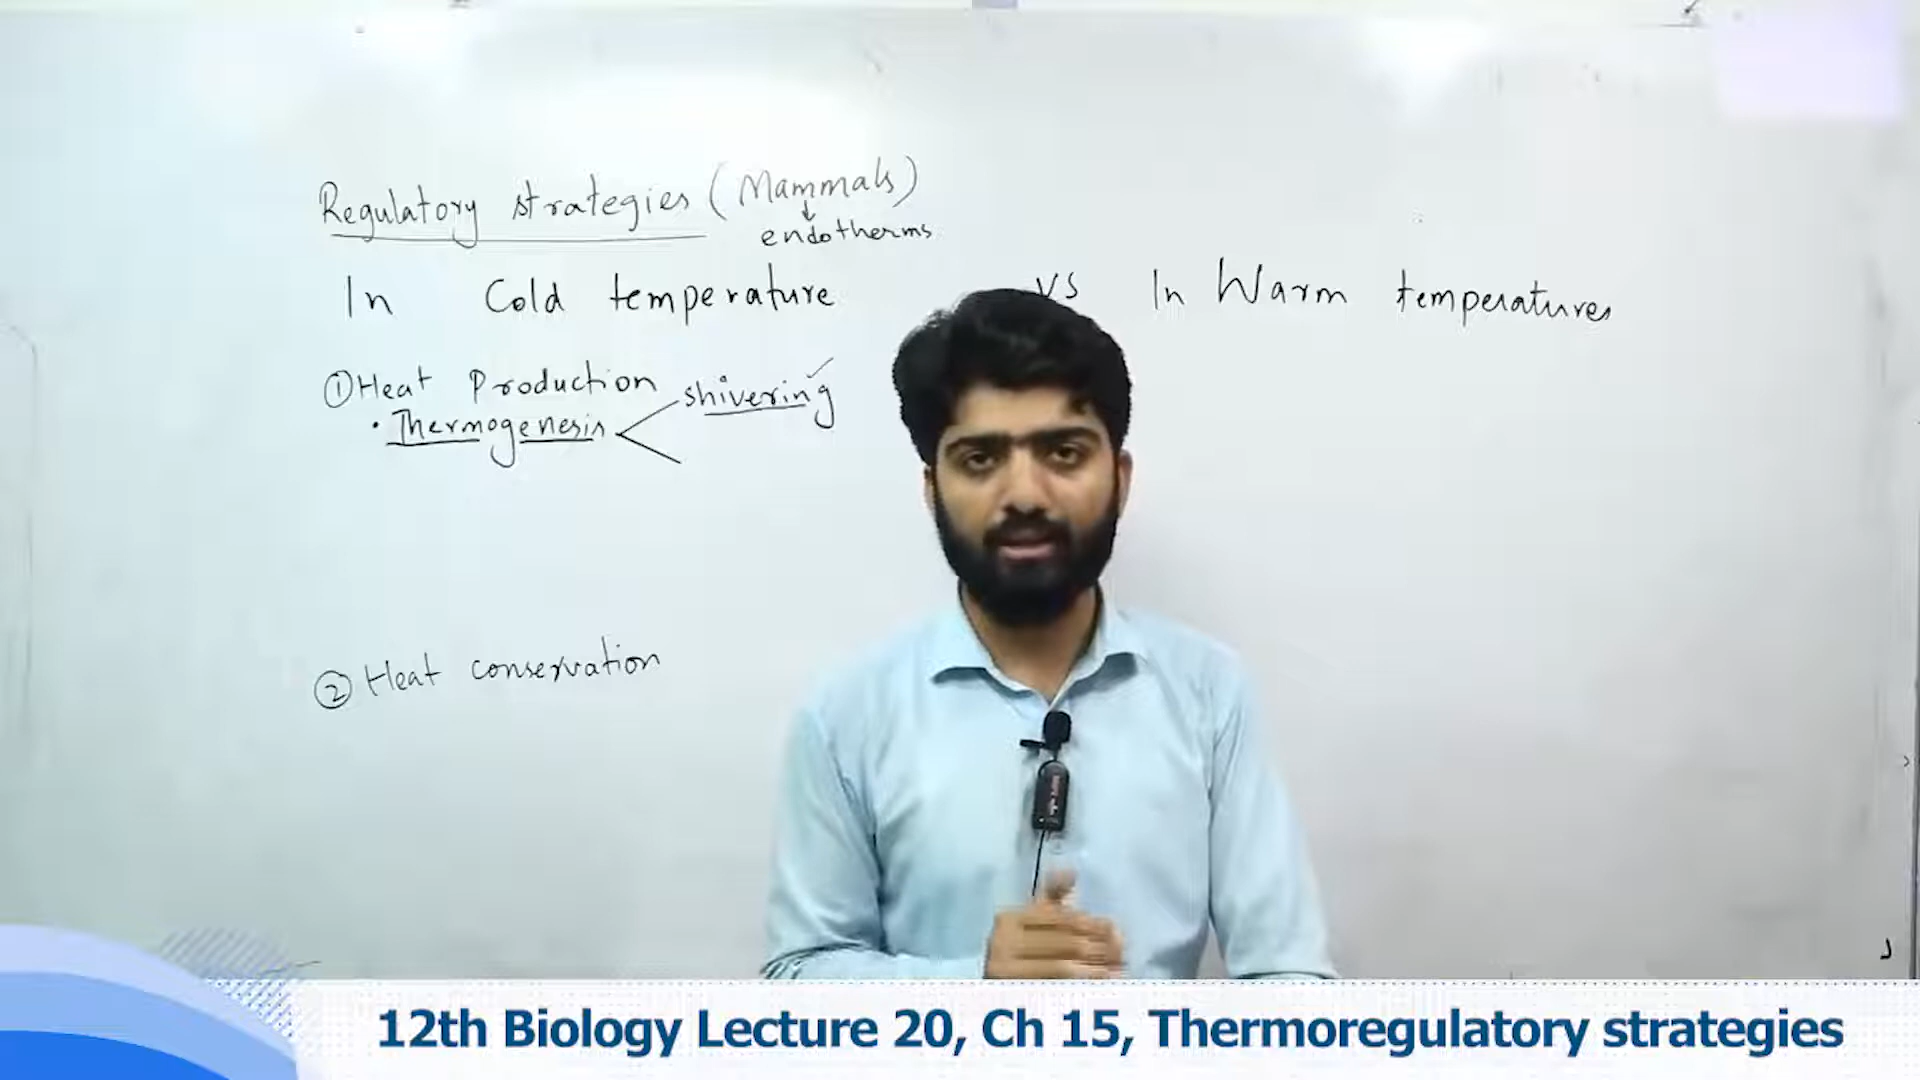 Regulatory strategies (Mammals)
↓
endotherms
In Cold temperature vs In Warm temperatures
① Heat Production
• Thermogenesis
shivering ✓
② Heat conservation
12th Biology Lecture 20, Ch 15, Thermoregulatory strategies